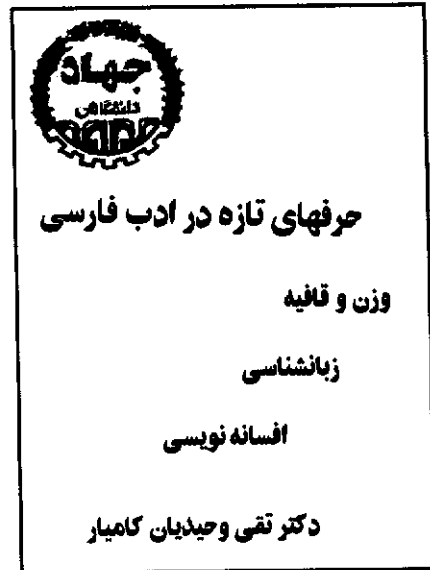 جهاد
دانشگاهی
حرفهای تازه در ادب فارسی
وزن و قافیه
زبانشناسی
افسانه نویسی
دکتر تقی وحیدیان کامیار